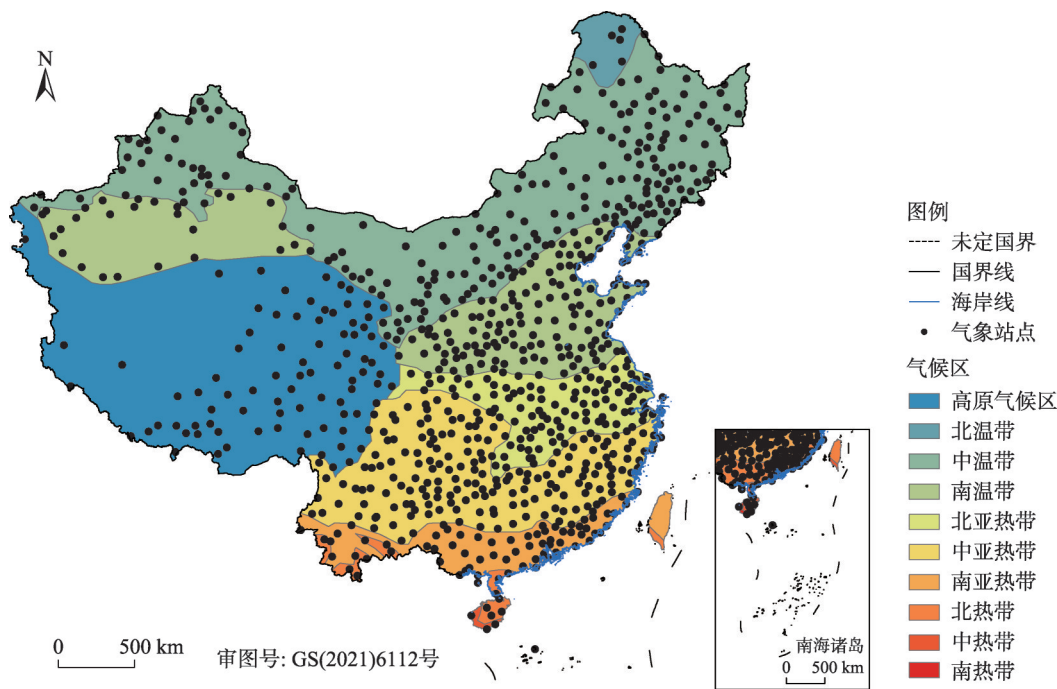 N
图例
未定国界
国界线
海岸线
气象站点
气候区
高原气候区
北温带
中温带
南温带
北亚热带
中亚热带
南亚热带
北热带
中热带
南热带
0 500 km
审图号: GS(2021)6112号
南海诸岛
0 500 km